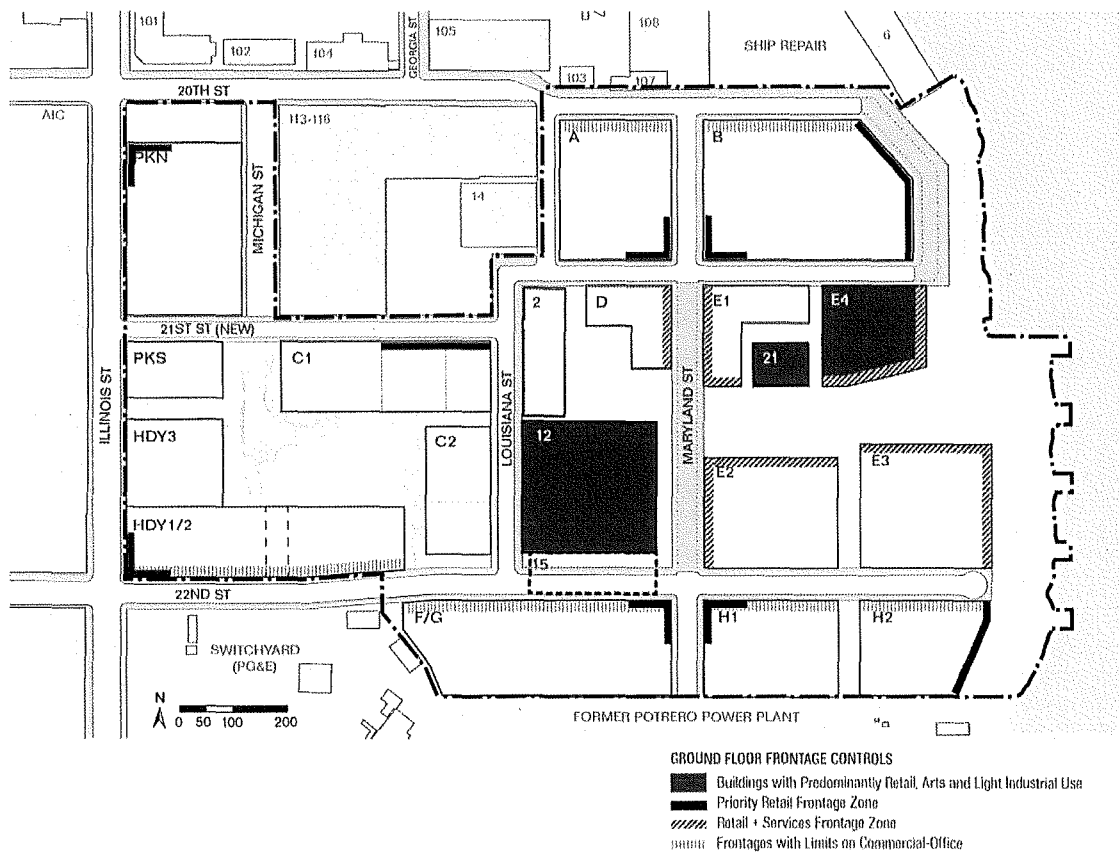 101
102
104
GEORGIA ST.
105
108
103
107
SHIP REPAIR
6
20TH ST
AIC
PKN
MICHIGAN ST
H3-116
14
A
B
21ST ST (NEW)
2
D
E1
E4
21
ILLINOIS ST
PKS
C1
LOUISIANA ST
MARYLAND ST
HDY3
C2
12
E2
E3
HDY1/2
15
22ND ST
F/G
H1
H2
SWITCHYARD
(PG&E)
N
0 50 100 200
FORMER POTRERO POWER PLANT
GROUND FLOOR FRONTAGE CONTROLS
Buildings with Predominantly Retail, Arts and Light Industrial Use
Priority Retail Frontage Zone
Retail + Services Frontage Zone
Frontages with Limits on Commercial-Office